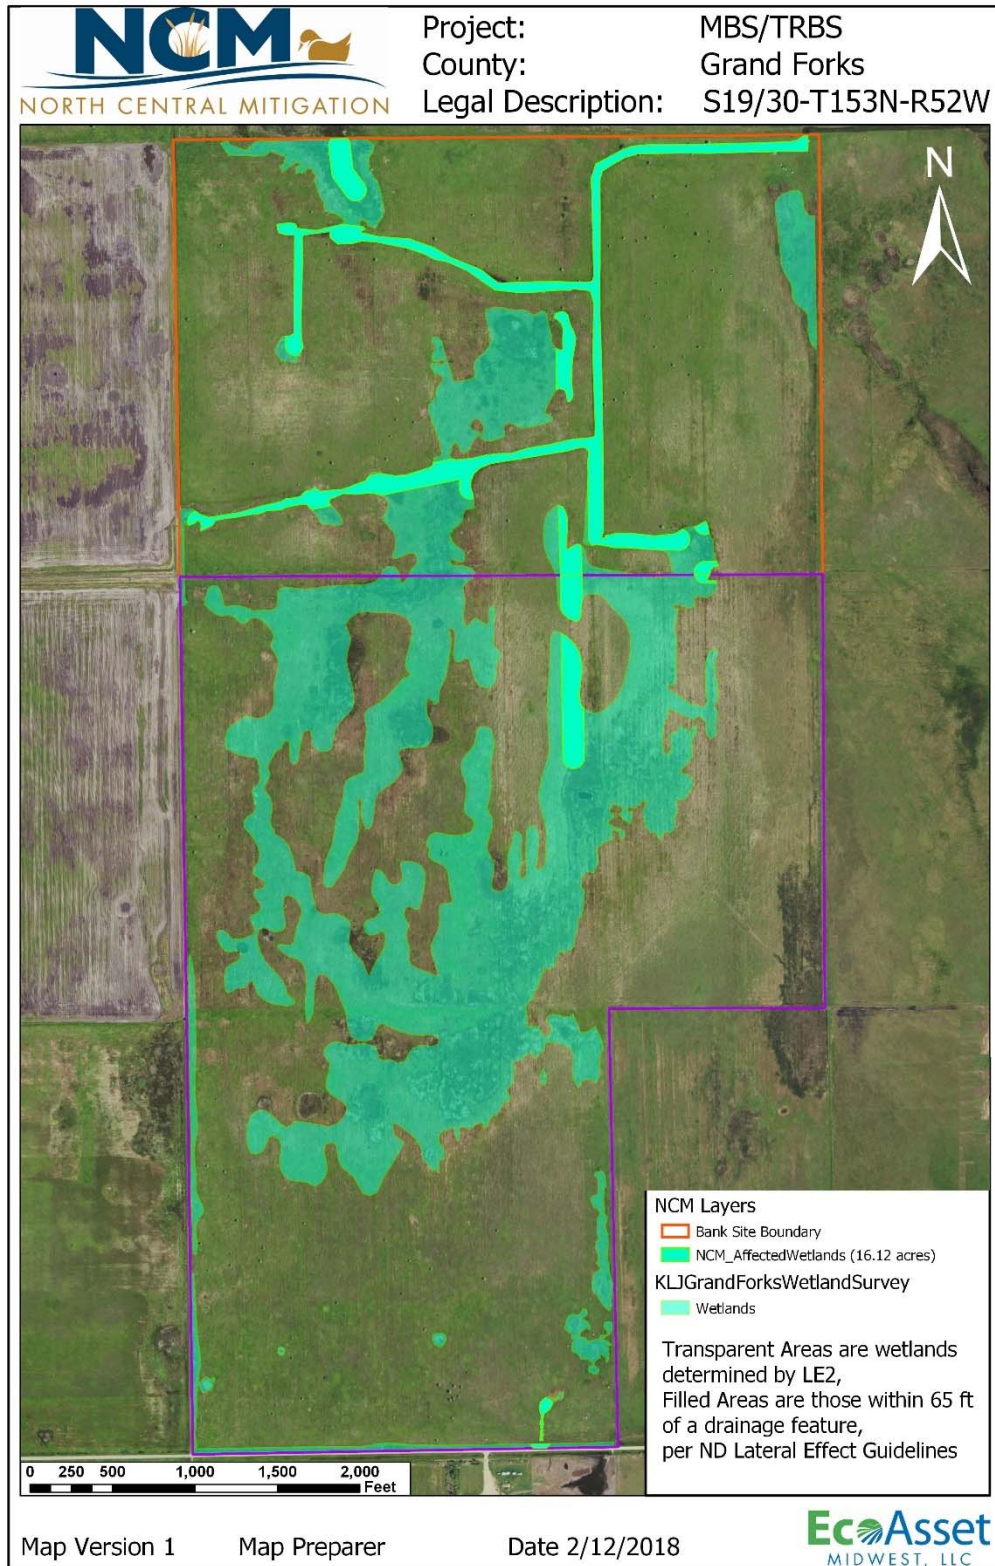 NCM
NORTH CENTRAL MITIGATION
Project: MBS/TRBS
County: Grand Forks
Legal Description: S19/30-T153N-R52W
N
NCM Layers
Bank Site Boundary
NCM_AffectedWetlands (16.12 acres)
KLJGrandForksWetlandSurvey
Wetlands
Transparent Areas are wetlands
determined by LE2,
Filled Areas are those within 65 ft
of a drainage feature,
per ND Lateral Effect Guidelines
0 250 500 1,000 1,500 2,000
Feet
Map Version 1 Map Preparer Date 2/12/2018
EcoAsset
MIDWEST, LLC